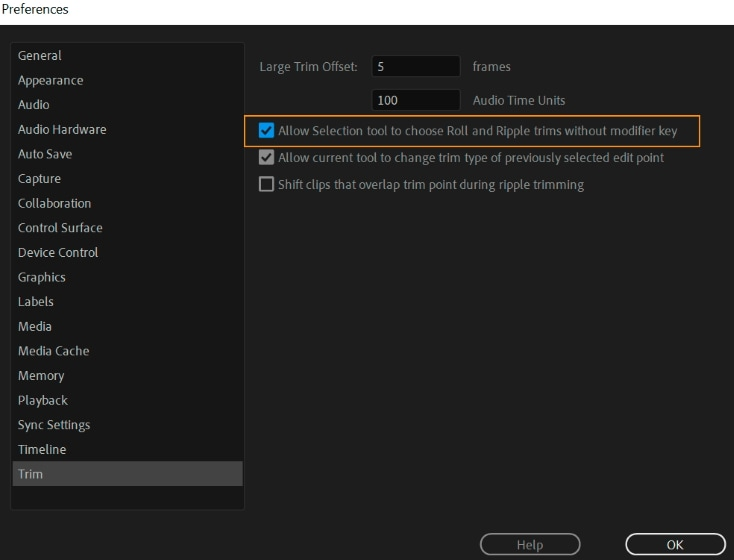 Preferences
General
Appearance
Audio
Audio Hardware
Auto Save
Capture
Collaboration
Control Surface
Device Control
Graphics
Labels
Media
Media Cache
Memory
Playback
Sync Settings
Timeline
Trim
Large Trim Offset: 5 frames
100 Audio Time Units
Allow Selection tool to choose Roll and Ripple trims without modifier key
Allow current tool to change trim type of previously selected edit point
Shift clips that overlap trim point during ripple trimming
Help OK